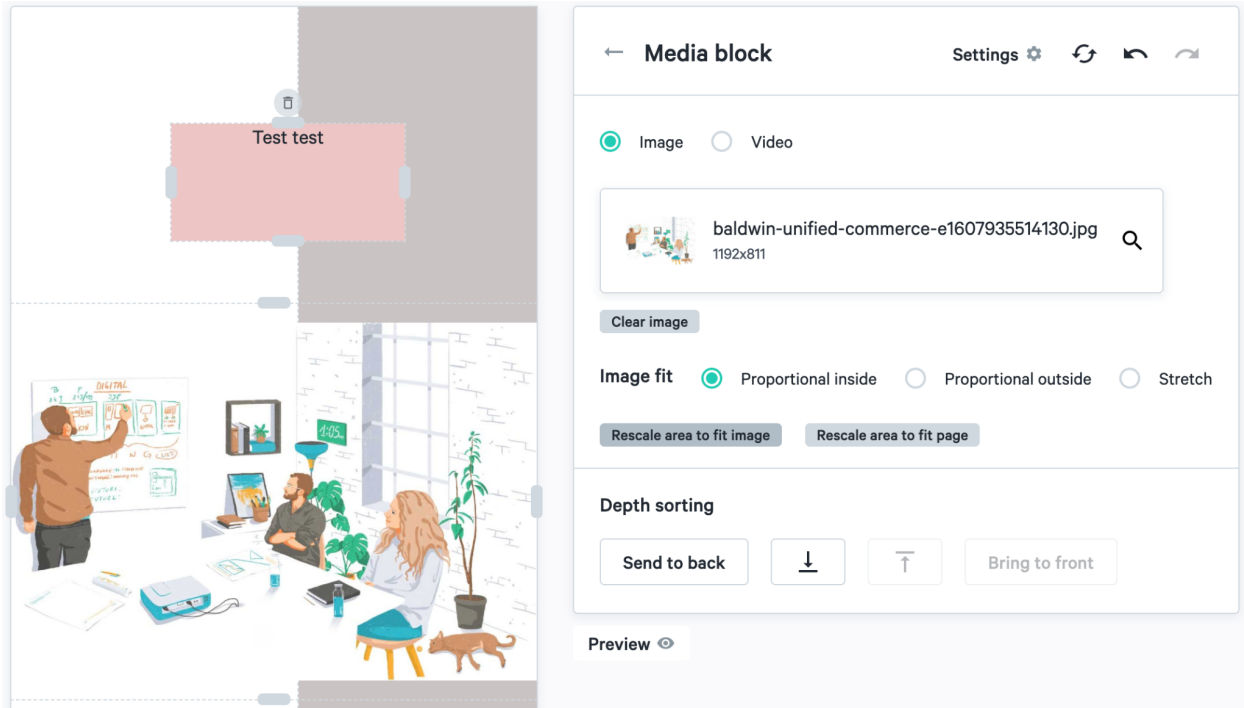 Test test
DIGITAL
1:05
Media block
Settings
Image
Video
baldwin-unified-commerce-e1607935514130.jpg
1192x811
Clear image
Image fit
Proportional inside
Proportional outside
Stretch
Rescale area to fit image
Rescale area to fit page
Depth sorting
Send to back
Bring to front
Preview